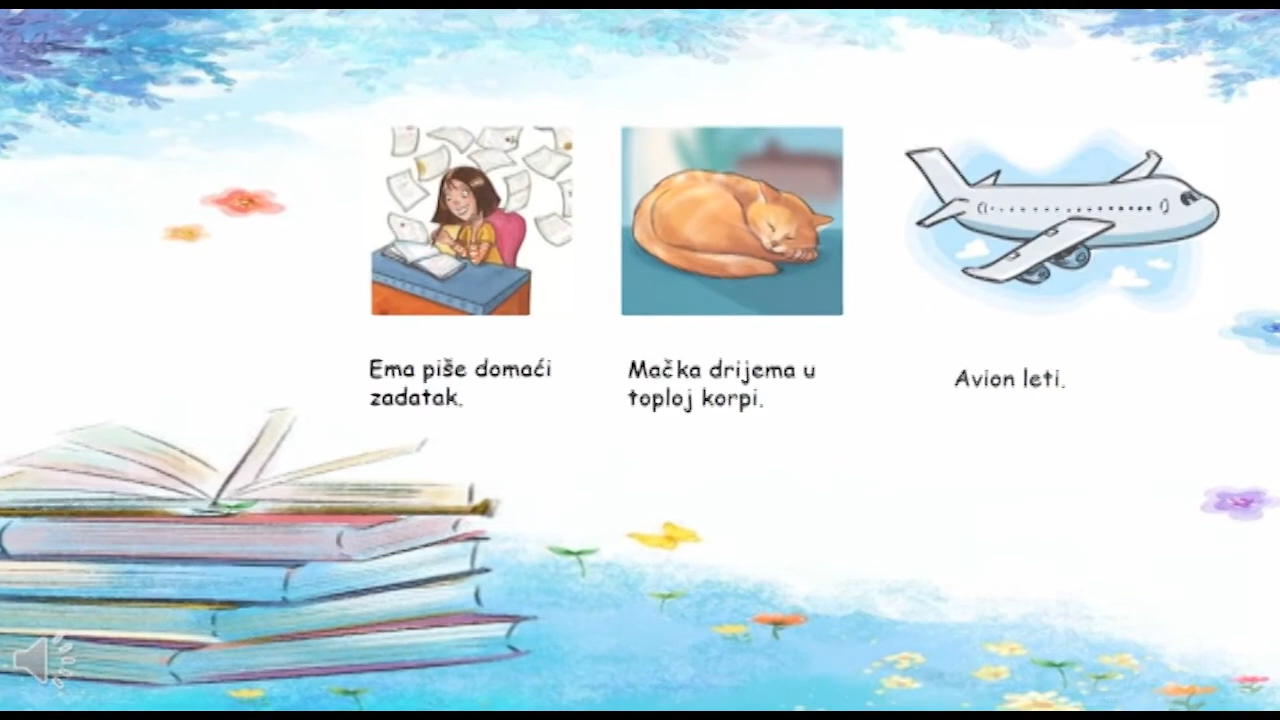 Ema piše domaći
zadatak.
Mačka drijema u
toploj korpi.
Avion leti.